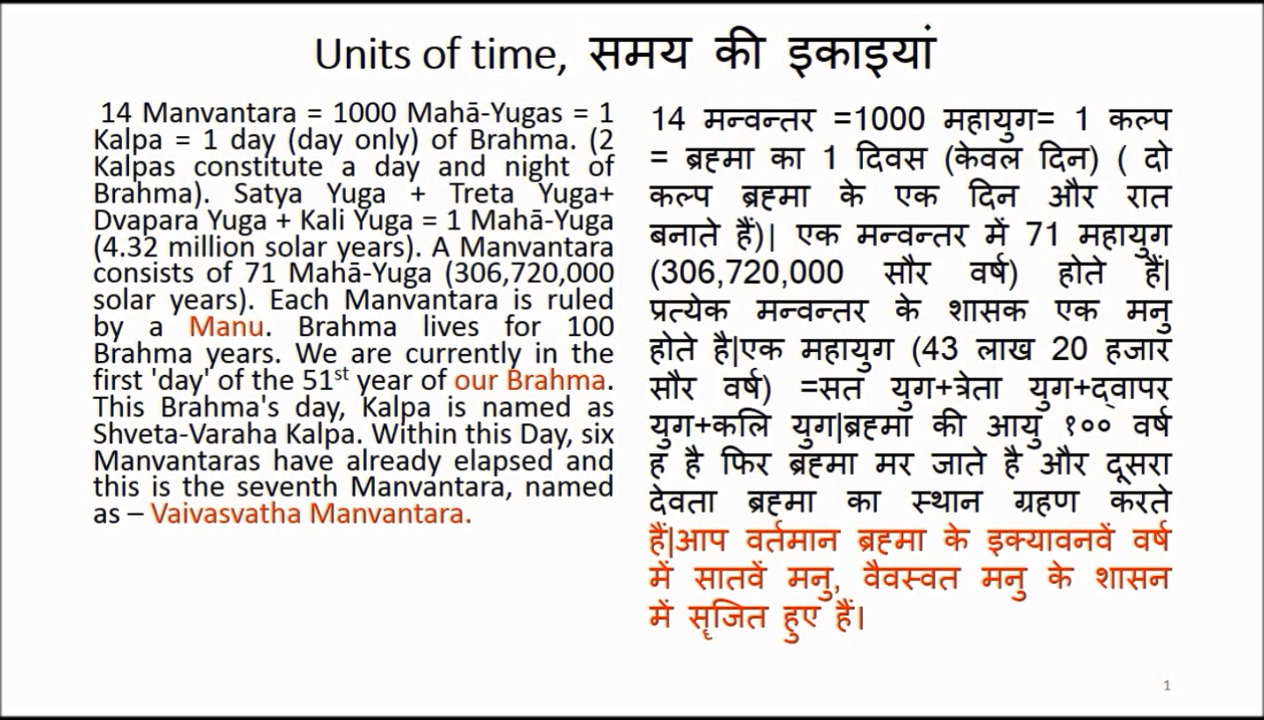 Units of time, समय की इकाइयां
14 Manvantara = 1000 Mahā-Yugas = 1
Kalpa = 1 day (day only) of Brahma. (2
Kalpas constitute a day and night of
Brahma). Satya Yuga + Treta Yuga+
Dvapara Yuga + Kali Yuga = 1 Mahā-Yuga
(4.32 million solar years). A Manvantara
consists of 71 Mahā-Yuga (306,720,000
solar years). Each Manvantara is ruled
by a Manu. Brahma lives for 100
Brahma years. We are currently in the
first 'day' of the 51st year of our Brahma.
This Brahma's day, Kalpa is named as
Shveta-Varaha Kalpa. Within this Day, six
Manvantaras have already elapsed and
this is the seventh Manvantara, named
as – Vaivasvatha Manvantara.
14 मन्वन्तर =1000 महायुग= 1 कल्प
= ब्रह्मा का 1 दिवस (केवल दिन) ( दो
कल्प ब्रह्मा के एक दिन और रात
बनाते हैं)| एक मन्वन्तर में 71 महायुग
(306,720,000 सौर वर्ष) होते हैं|
प्रत्येक मन्वन्तर के शासक एक मनु
होते है|एक महायुग (43 लाख 20 हजार
सौर वर्ष) =सत युग+त्रेता युग+द्वापर
युग+कलि युग|ब्रह्मा की आयु १०० वर्ष
ह है फिर ब्रह्मा मर जाते है और दूसरा
देवता ब्रह्मा का स्थान ग्रहण करते
हैं|आप वर्तमान ब्रह्मा के इक्यावनवें वर्ष
में सातवें मनु, वैवस्वत मनु के शासन
में सृजित हुए हैं|
1